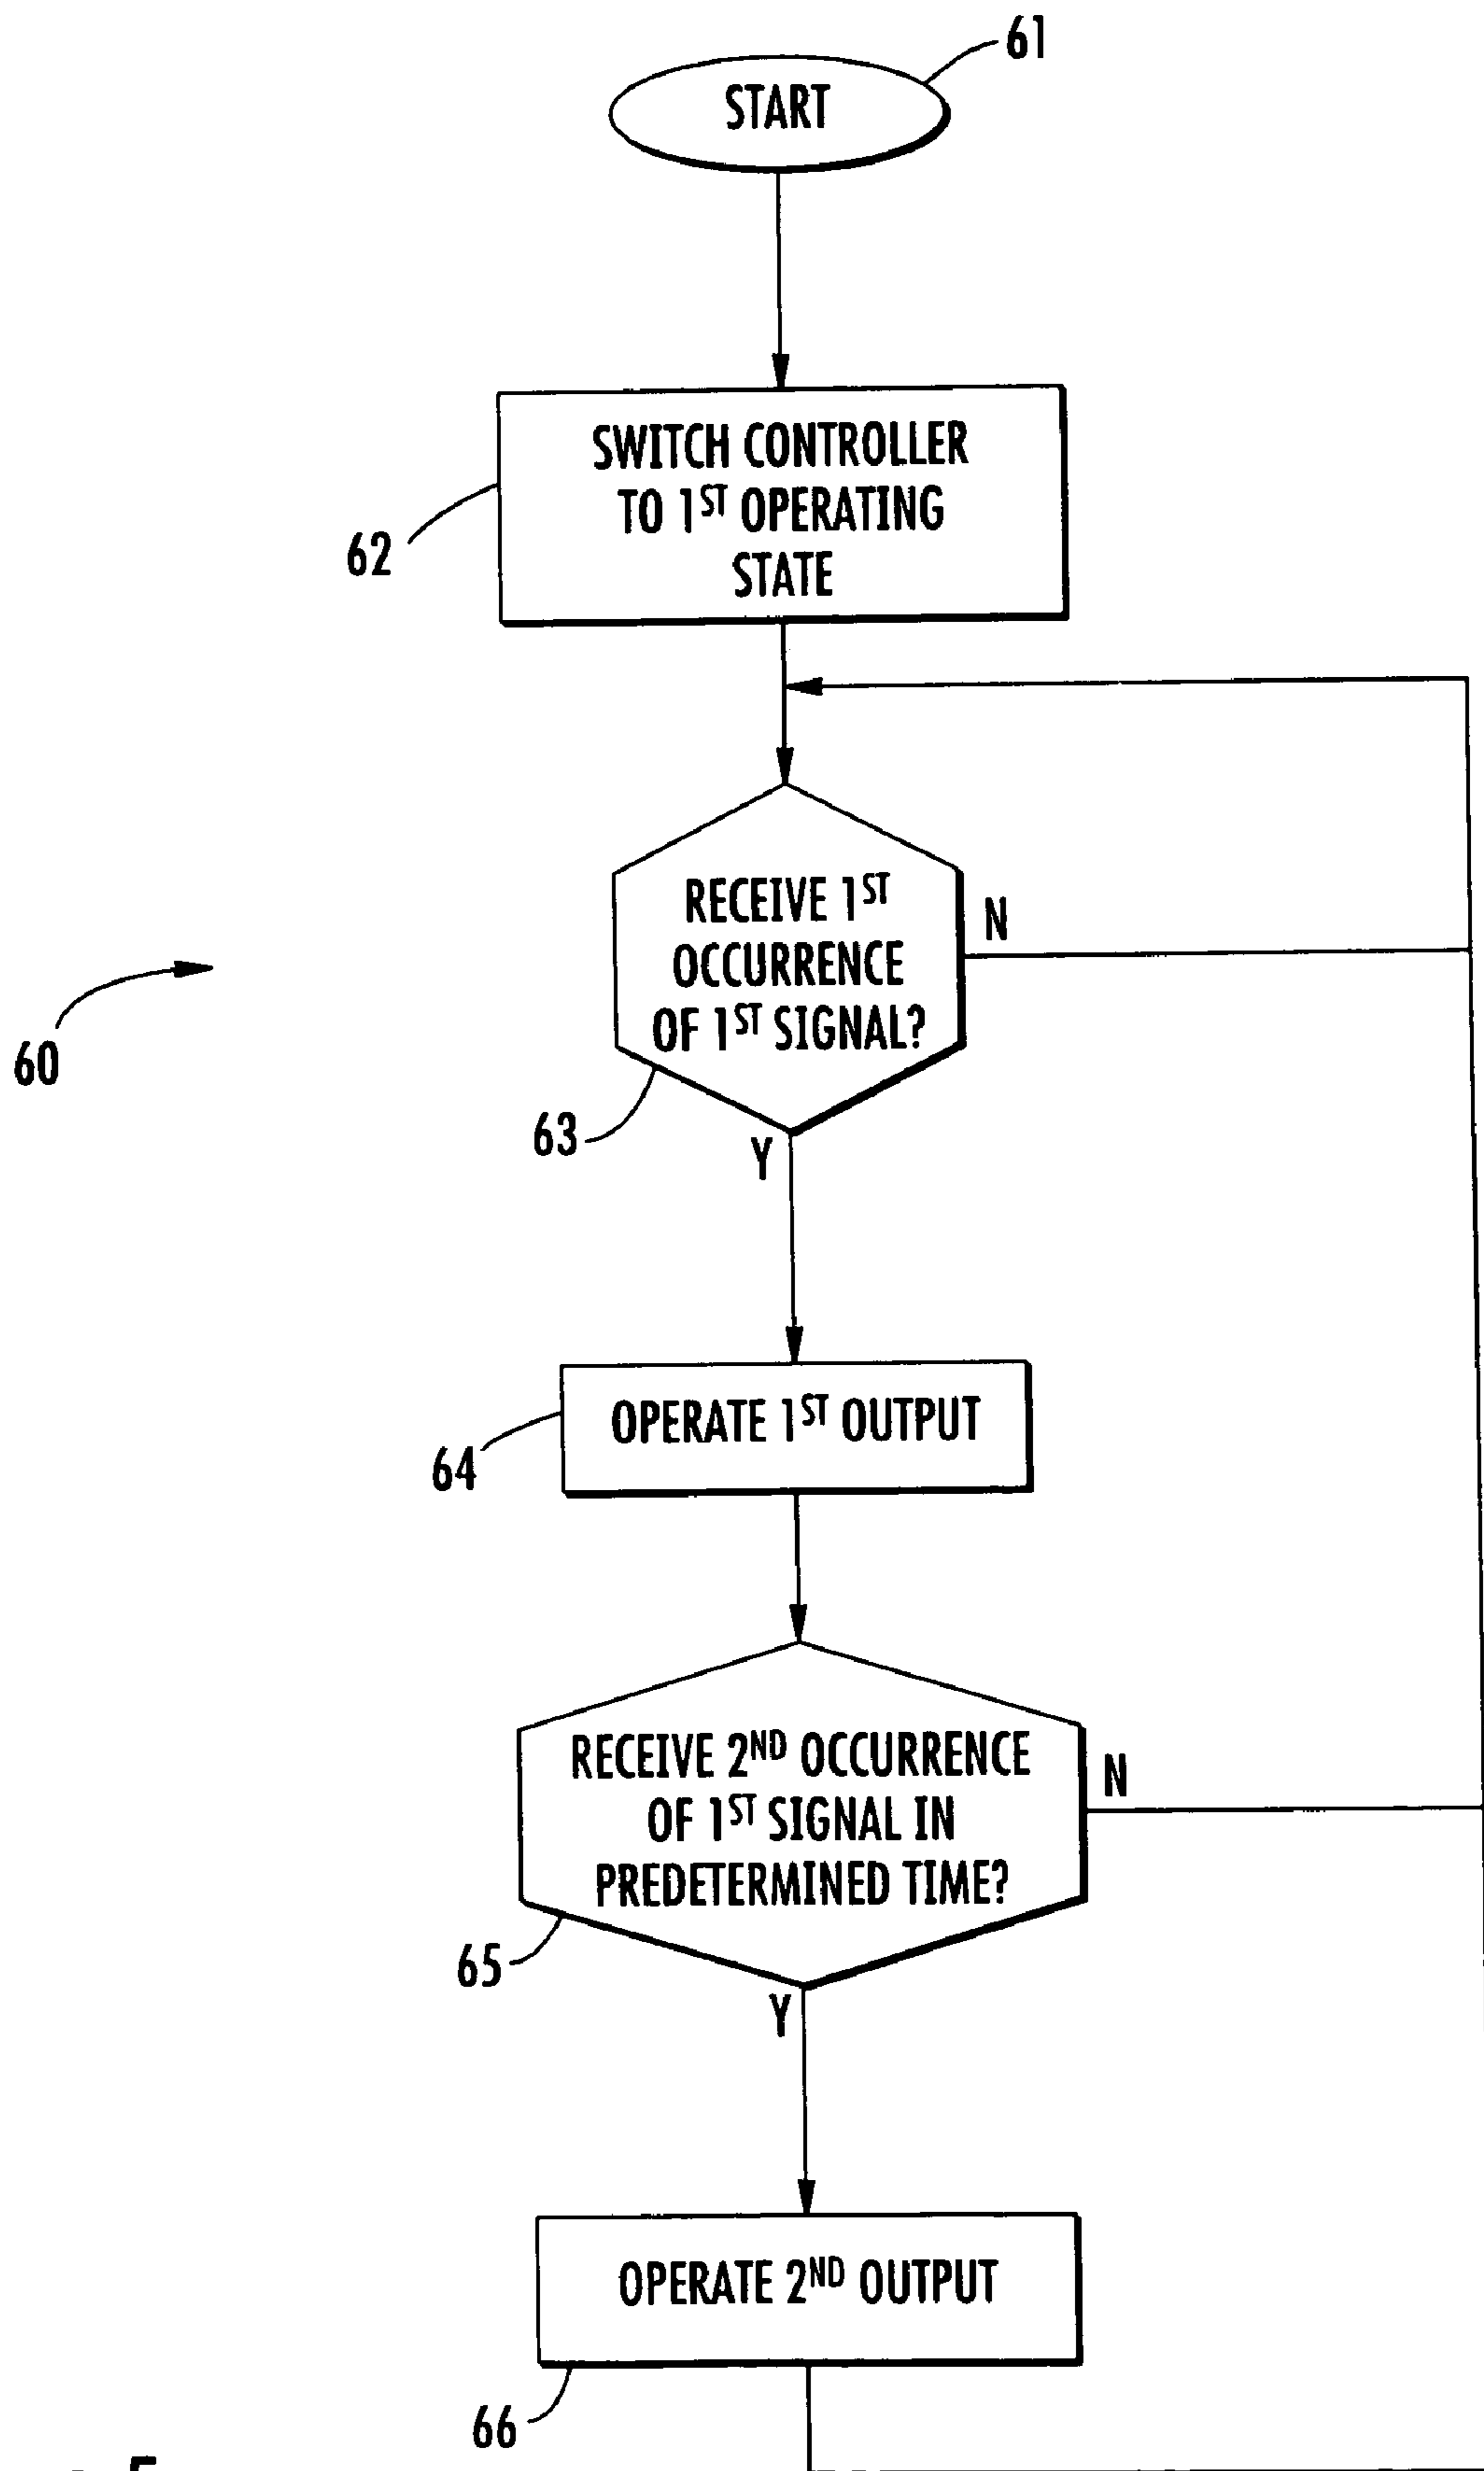 61
START
SWITCH CONTROLLER
TO 1ST OPERATING
STATE
62
RECEIVE 1ST
OCCURRENCE
OF 1ST SIGNAL?
N
60
63
Y
OPERATE 1ST OUTPUT
64
RECEIVE 2ND OCCURRENCE
OF 1ST SIGNAL IN
PREDETERMINED TIME?
N
65
Y
OPERATE 2ND OUTPUT
66